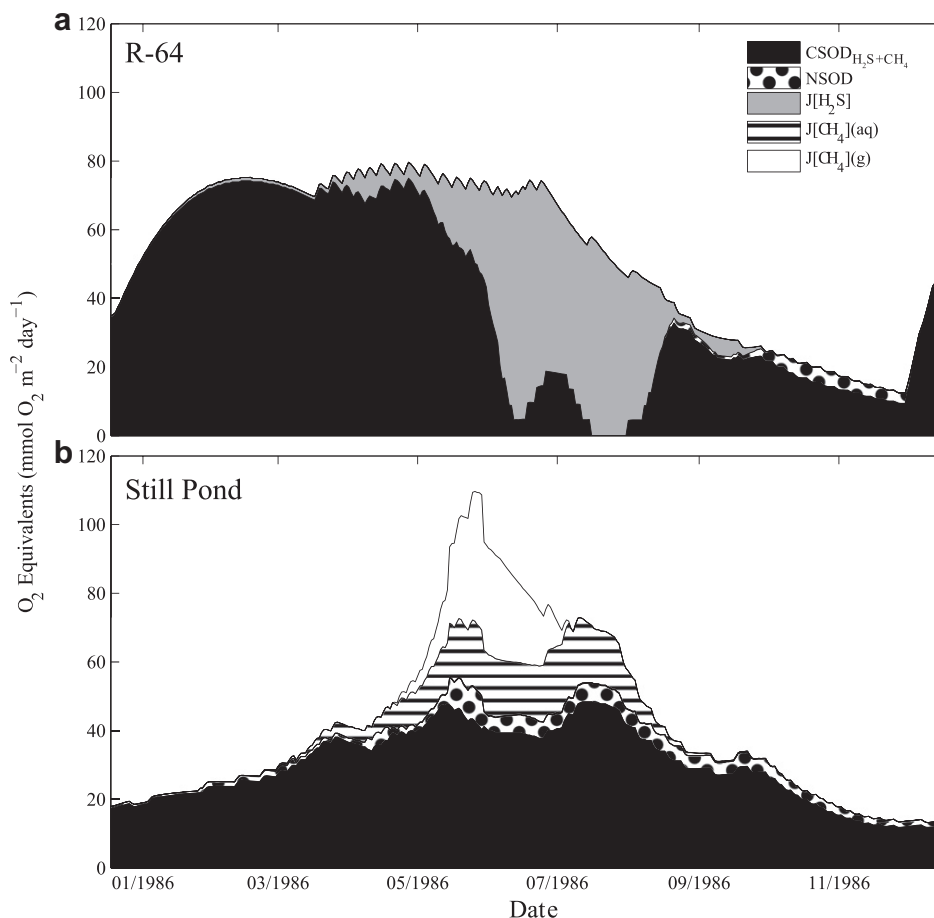 a
R-64
CSOD_{H₂S+CH₄}
NSOD
J[H₂S]
J[CH₄](aq)
J[CH₄](g)
120
100
80
60
40
20
0
O₂ Equivalents (mmol O₂ m⁻² day⁻¹)
b
Still Pond
120
100
80
60
40
20
0
01/1986 03/1986 05/1986 07/1986 09/1986 11/1986
Date